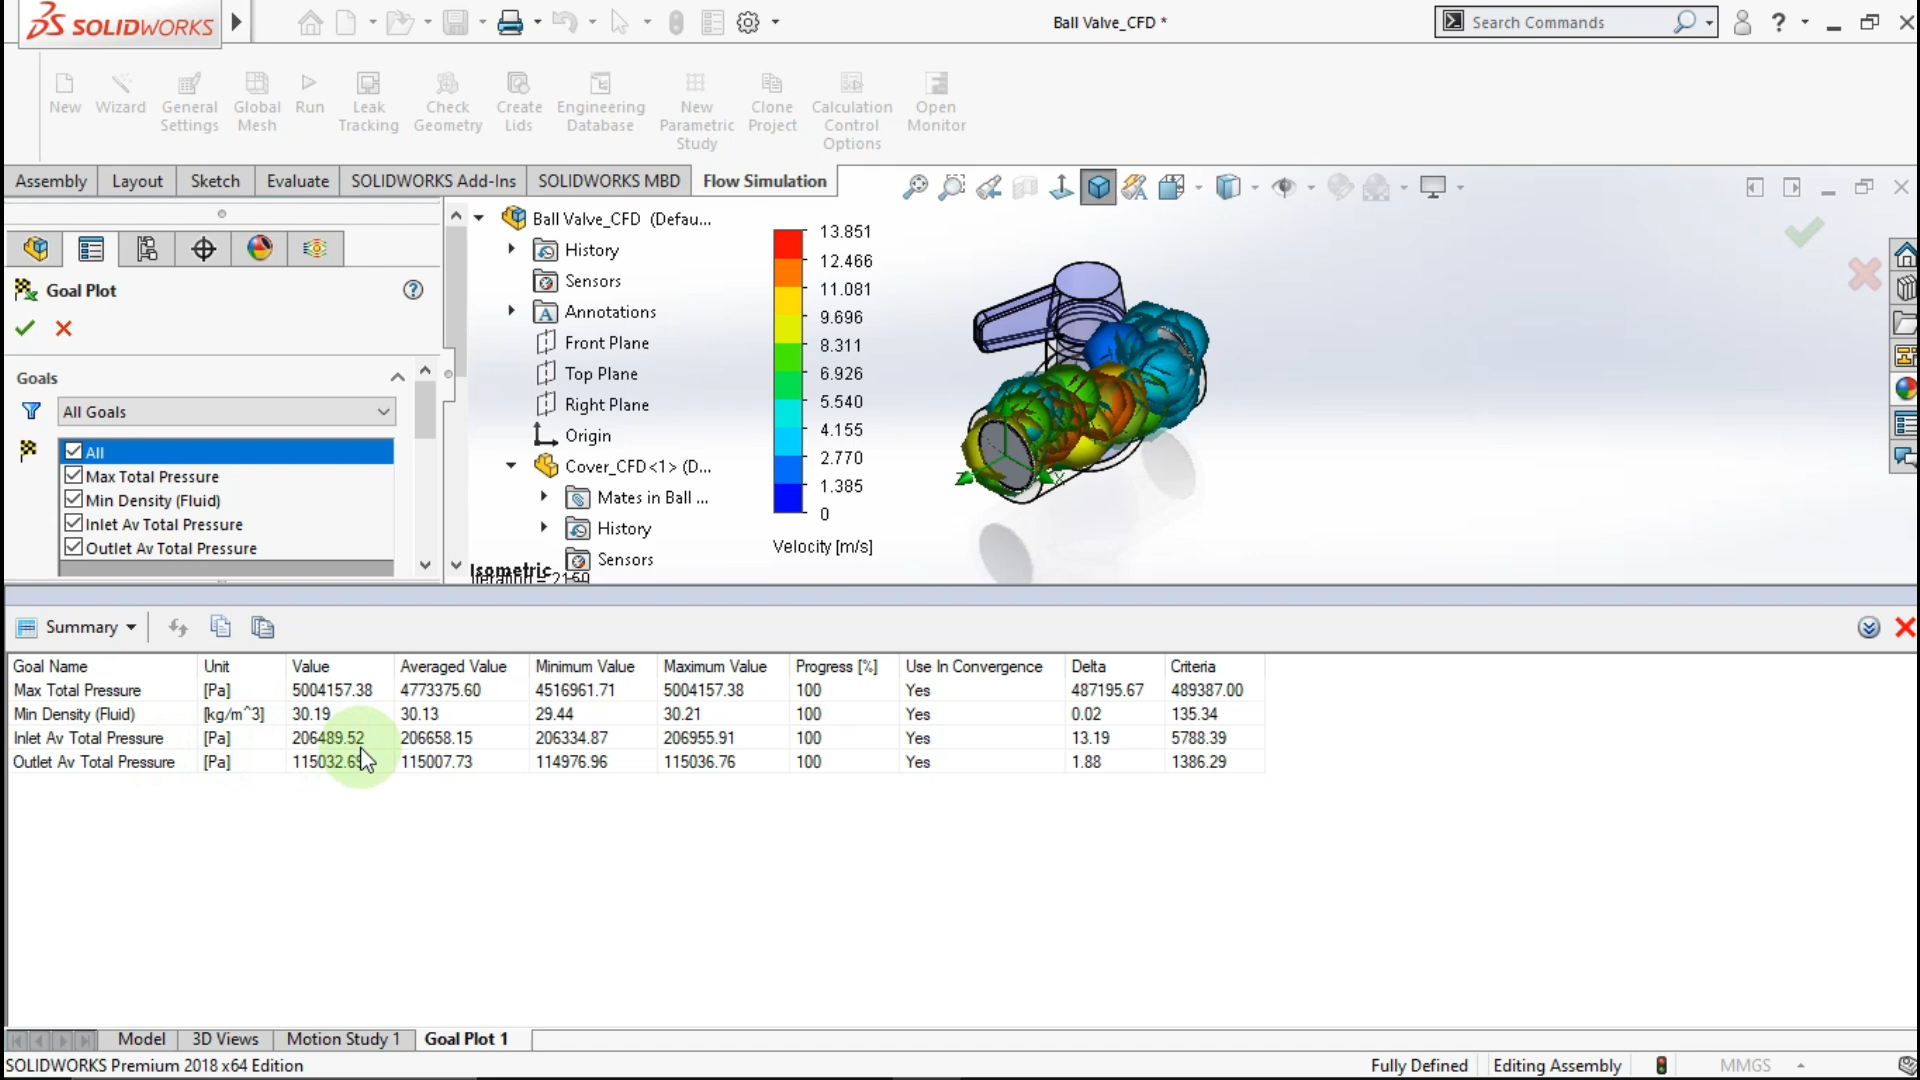 SOLIDWORKS
Ball Valve_CFD *
Search Commands
?
New
Wizard
General Settings
Global Mesh
Run
Leak Tracking
Check Geometry
Create Lids
Engineering Database
New Parametric Study
Clone Project
Calculation Control Options
Open Monitor
Assembly
Layout
Sketch
Evaluate
SOLIDWORKS Add-Ins
SOLIDWORKS MBD
Flow Simulation
Goal Plot
Goals
All Goals
All
Max Total Pressure
Min Density (Fluid)
Inlet Av Total Pressure
Outlet Av Total Pressure
Ball Valve_CFD (Defau...
History
Sensors
Annotations
Front Plane
Top Plane
Right Plane
Origin
Cover_CFD<1> (D...
Mates in Ball ...
History
Sensors
*Isometric
13.851
12.466
11.081
9.696
8.311
6.926
5.540
4.155
2.770
1.385
0
Velocity [m/s]
Summary
Goal Name Unit Value Averaged Value Minimum Value Maximum Value Progress [%] Use In Convergence Delta Criteria
Max Total Pressure [Pa] 5004157.38 4773375.60 4516961.71 5004157.38 100 Yes 487195.67 489387.00
Min Density (Fluid) [kg/m^3] 30.19 30.13 29.44 30.21 100 Yes 0.02 135.34
Inlet Av Total Pressure [Pa] 206489.52 206658.15 206334.87 206955.91 100 Yes 13.19 5788.39
Outlet Av Total Pressure [Pa] 115032.69 115007.73 114976.96 115036.76 100 Yes 1.88 1386.29
Model
3D Views
Motion Study 1
Goal Plot 1
SOLIDWORKS Premium 2018 x64 Edition
Fully Defined
Editing Assembly
MMGS